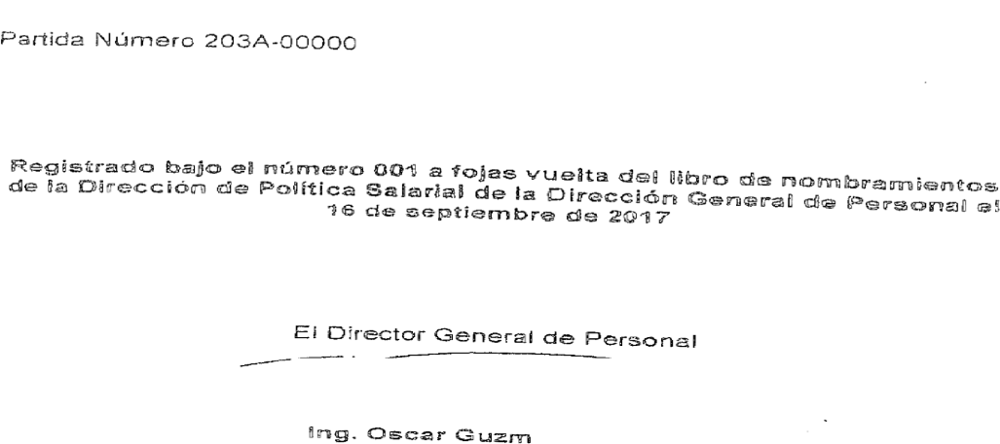 Partida Número 203A-00000
Registrado bajo el número 001 a fojas vuelta del libro de nombramientos
de la Dirección de Política Salarial de la Dirección General de Personal el
16 de septiembre de 2017
El Director General de Personal
Ing. Oscar Guzm